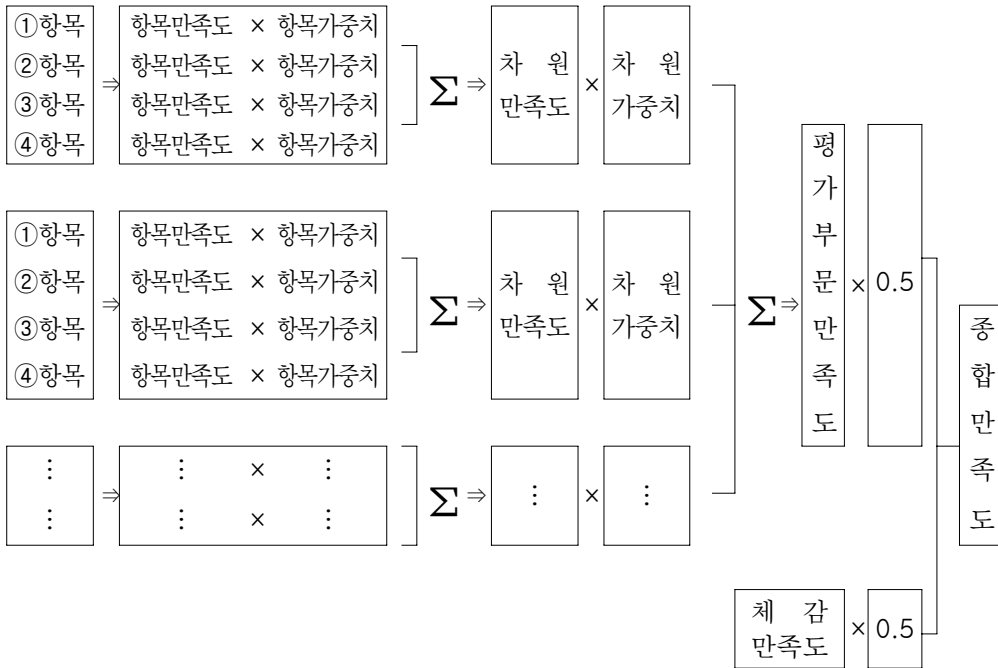 ①항목 항목만족도 × 항목가중치
②항목 항목만족도 × 항목가중치
③항목 항목만족도 × 항목가중치
④항목 항목만족도 × 항목가중치
⇒
Σ ⇒
차 원
만족도
×
차 원
가중치
①항목 항목만족도 × 항목가중치
②항목 항목만족도 × 항목가중치
③항목 항목만족도 × 항목가중치
④항목 항목만족도 × 항목가중치
⇒
Σ ⇒
차 원
만족도
×
차 원
가중치
⋮ ⋮ × ⋮
⋮ ⋮ × ⋮
⇒
Σ ⇒
⋮ × ⋮
Σ ⇒
평
가
부
문
만
족
도
× 0.5
체 감
만족도
× 0.5
종
합
만
족
도